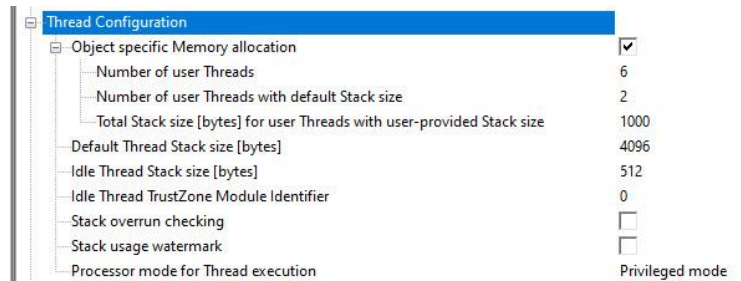 Thread Configuration
Object specific Memory allocation
Number of user Threads 6
Number of user Threads with default Stack size 2
Total Stack size [bytes] for user Threads with user-provided Stack size 1000
Default Thread Stack size [bytes] 4096
Idle Thread Stack size [bytes] 512
Idle Thread TrustZone Module Identifier 0
Stack overrun checking
Stack usage watermark
Processor mode for Thread execution Privileged mode